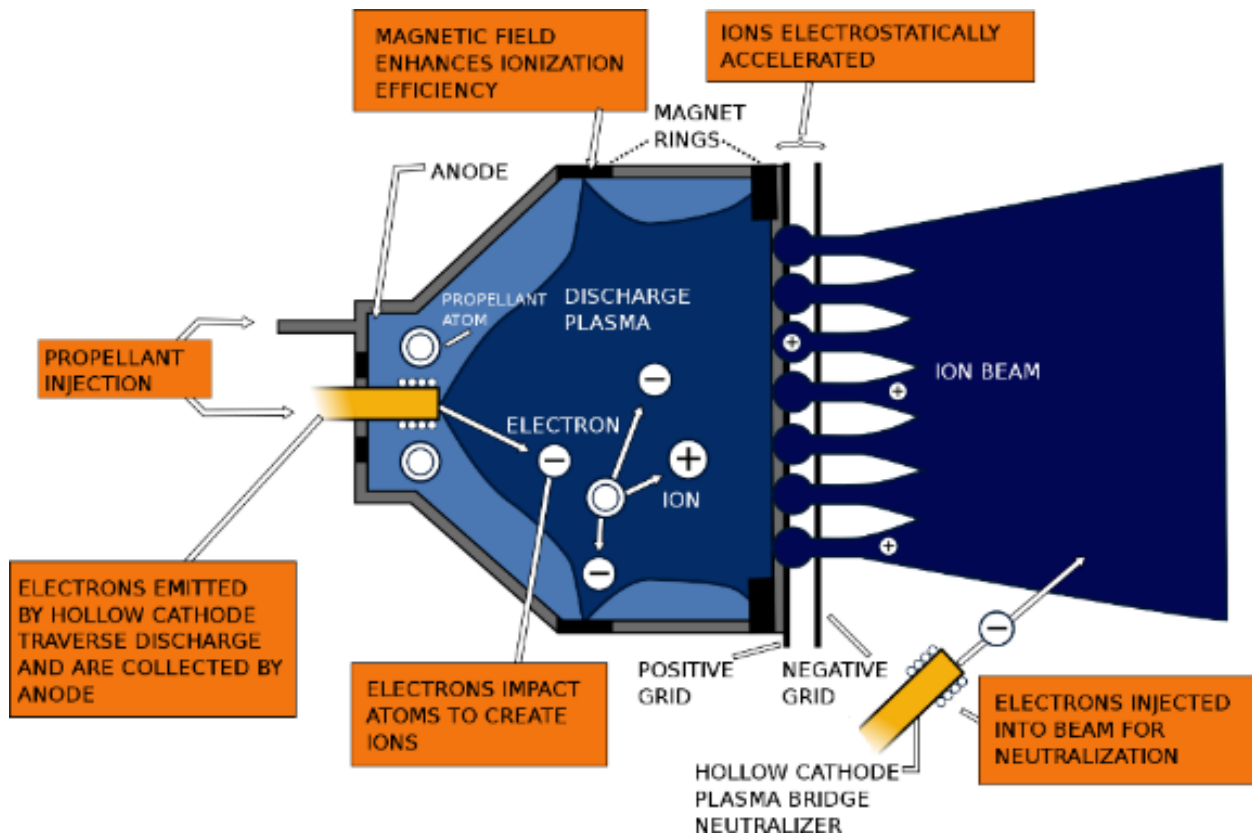 MAGNETIC FIELD
ENHANCES IONIZATION
EFFICIENCY
IONS ELECTROSTATICALLY
ACCELERATED
MAGNET
RINGS
ANODE
PROPELLANT
ATOM
DISCHARGE
PLASMA
PROPELLANT
INJECTION
ION BEAM
ELECTRON
ION
ELECTRONS EMITTED
BY HOLLOW CATHODE
TRAVERSE DISCHARGE
AND ARE COLLECTED BY
ANODE
ELECTRONS IMPACT
ATOMS TO CREATE
IONS
POSITIVE
GRID
NEGATIVE
GRID
ELECTRONS INJECTED
INTO BEAM FOR
NEUTRALIZATION
HOLLOW CATHODE
PLASMA BRIDGE
NEUTRALIZER